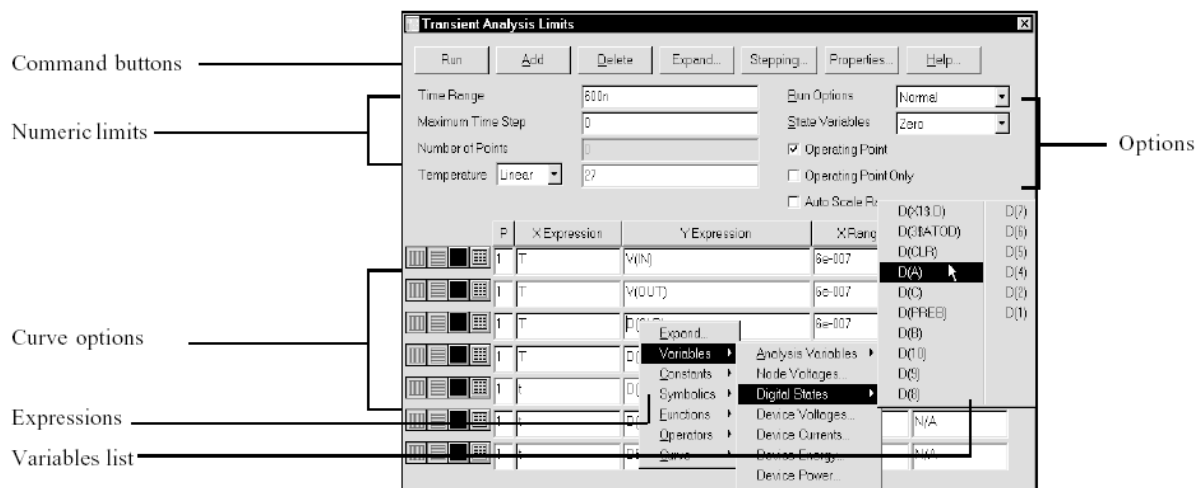 Transient Analysis Limits
Command buttons
Run Add Delete Expand... Stepping... Properties... Help...
Time Range 600n Run Options Normal
Numeric limits
Maximum Time Step 0 State Variables Zero
Number of Points 0 Operating Point
Options
Temperature Linear 27 Operating Point Only
Auto Scale Ra
P X Expression Y Expression X Rang
1 T V(IN) 6e-007
1 T V(OUT) 6e-007
1 T 6e-007
Curve options
1 T
1 t
1 t N/A
1 t N/A
Expressions
Variables list
Expand...
Variables
Constants
Symbolics
Functions
Operators
Curve
Analysis Variables
Node Voltages...
Digital States
Device Voltages...
Device Currents...
Device Energy...
Device Power...
D(3$ATOD) D(6)
D(CLR) D(5)
D(A) D(4)
D(C) D(2)
D(PREB) D(1)
D(B)
D(10)
D(9)
D(8)
D(7)